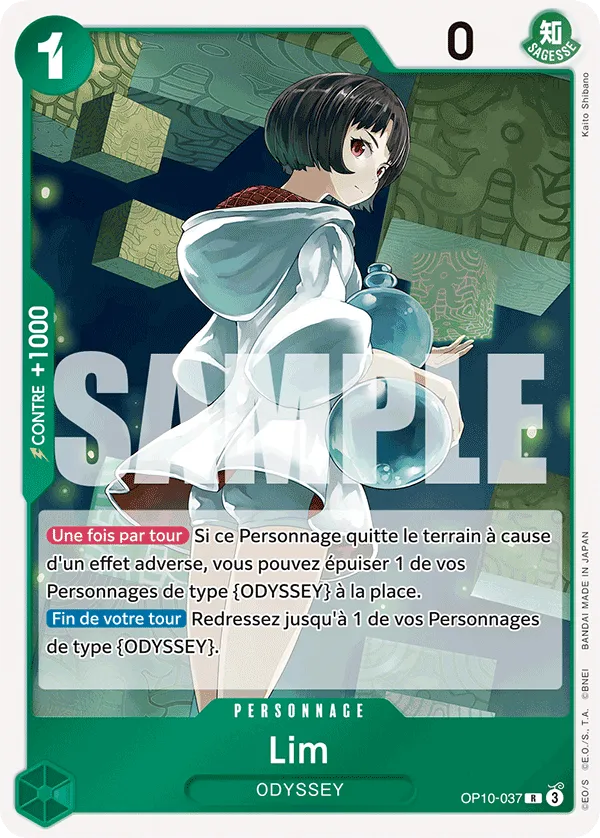 1
0
知
SAGESSE
Kaito Shibano
CONTRE +1000
SAMPLE
Une fois par tour Si ce Personnage quitte le terrain à cause
d'un effet adverse, vous pouvez épuiser 1 de vos
Personnages de type {ODYSSEY} à la place.
Fin de votre tour Redressez jusqu'à 1 de vos Personnages
de type {ODYSSEY}.
PERSONNAGE
Lim
ODYSSEY
OP10-037 R 3
©EO/S ©E.O./S., T.A. ©BNEI BANDAI MADE IN JAPAN